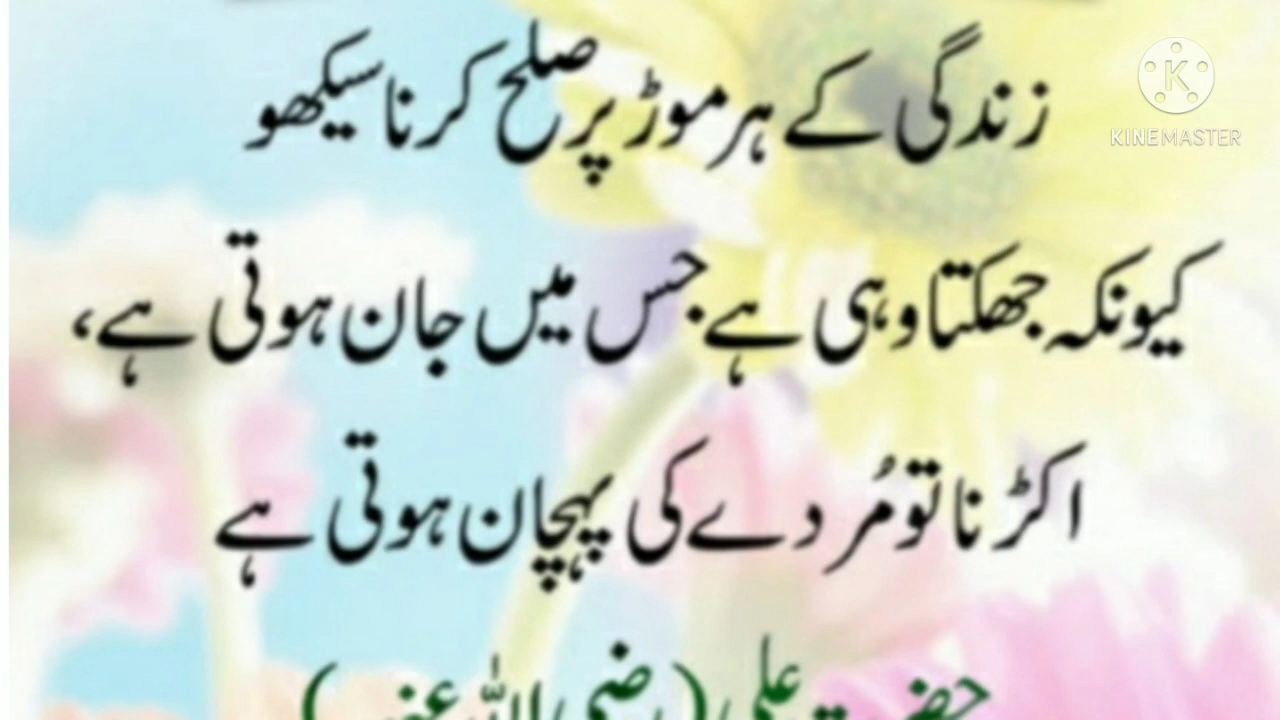 زندگی کے ہر موڑ پر صلح کرنا سیکھو
KINEMASTER
کیونکہ جھکتا وہی ہے جس میں جان ہوتی ہے،
اکڑنا تو مُردے کی پہچان ہوتی ہے
حضرت علی (رضی اللہ عنہ)